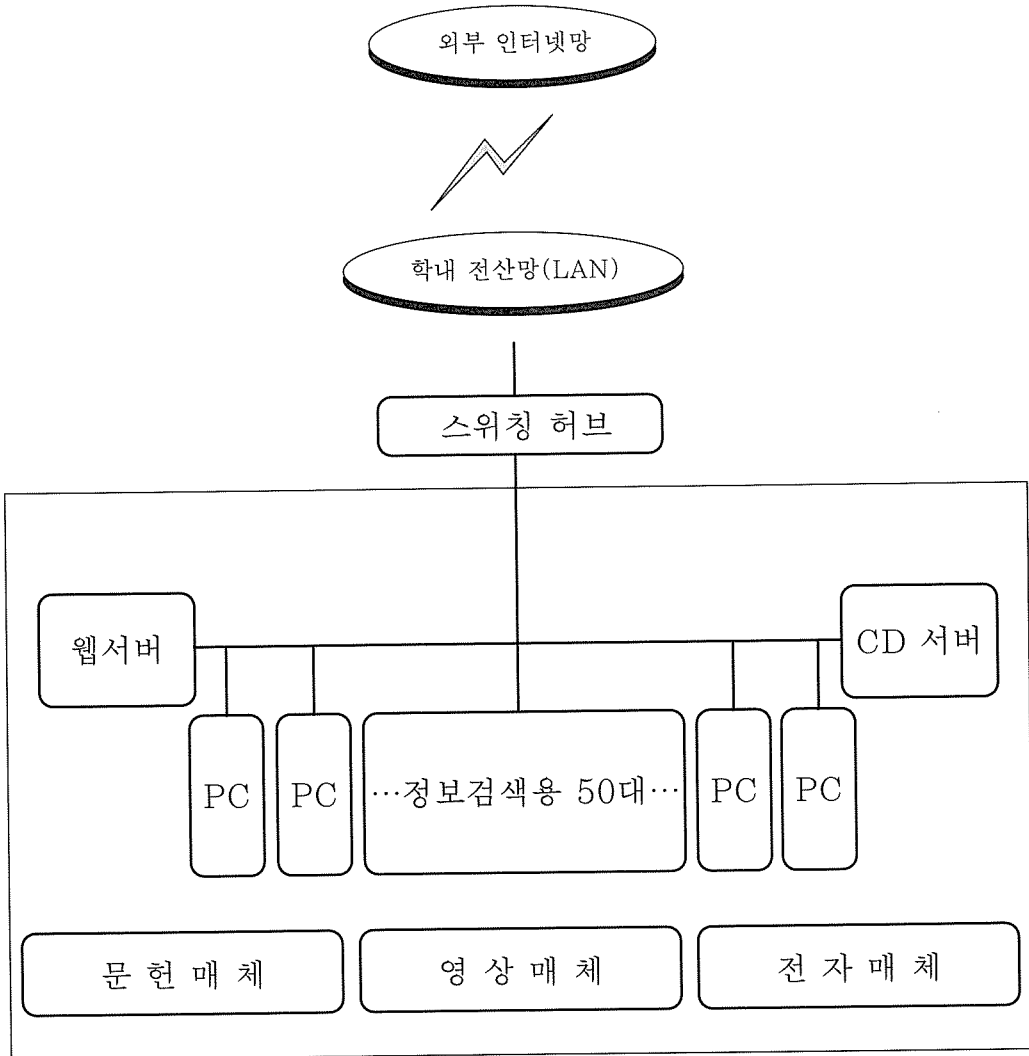 외부 인터넷망
학내 전산망(LAN)
스위칭 허브
웹서버
CD 서버
PC
PC
…정보검색용 50대…
PC
PC
문 헌 매 체
영 상 매 체
전 자 매 체